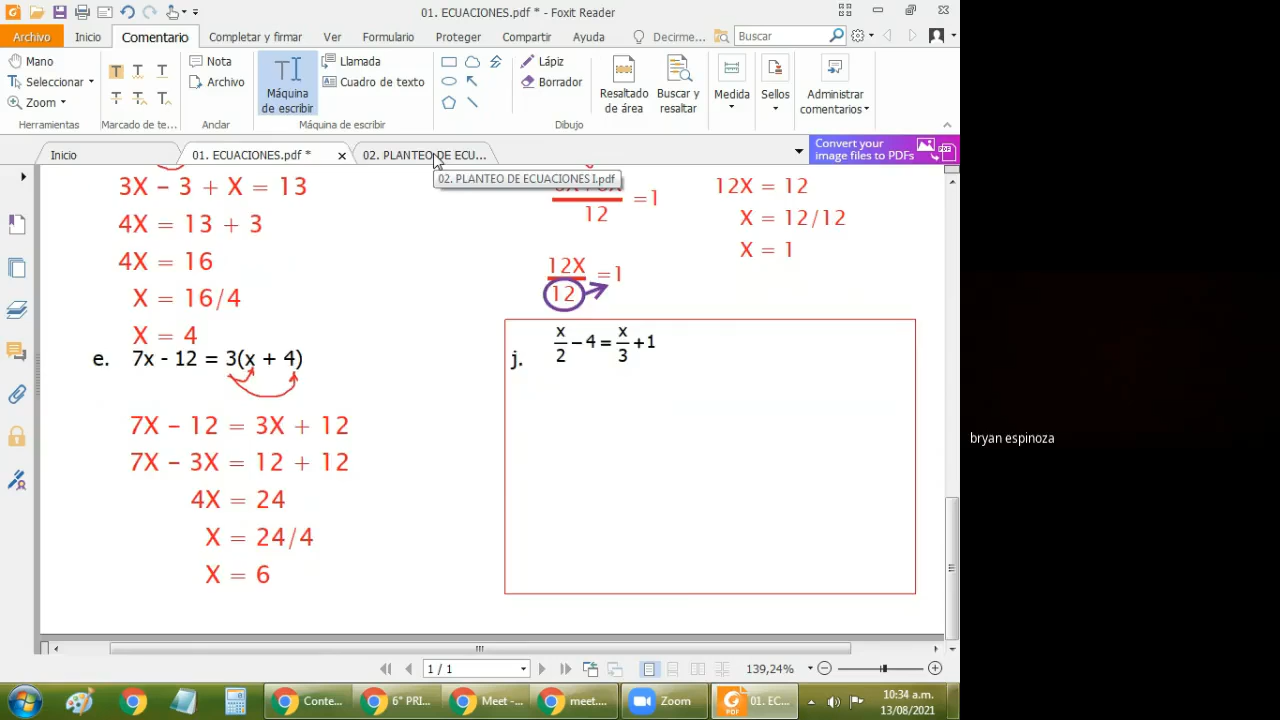 01. ECUACIONES.pdf * - Foxit Reader
Archivo Inicio Comentario Completar y firmar Ver Formulario Proteger Compartir Ayuda Decirme... Buscar
Mano
Seleccionar
Zoom
Herramientas
Marcado de te...
Nota
Archivo
Andar
Máquina de escribir
Llamada
Cuadro de texto
Máquina de escribir
Lápiz
Borrador
Dibujo
Resaltado de área
Buscar y resaltar
Medida
Sellos
Administrar comentarios
Inicio
01. ECUACIONES.pdf *
02. PLANTEO DE ECU...
Convert your
image files to PDFs
02. PLANTEO DE ECUACIONES I.pdf
3X – 3 + X = 13
4X = 13 + 3
4X = 16
X = 16/4
X = 4
e. 7x - 12 = 3(x + 4)
7X – 12 = 3X + 12
7X – 3X = 12 + 12
4X = 24
X = 24/4
X = 6
12 =1
12X
12 =1
12X = 12
X = 12/12
X = 1
j. x/2 – 4 = x/3 + 1
bryan espinoza
1 / 1
139,24%
Conte...
6° PRI...
Meet -...
meet....
Zoom
01. EC...
10:34 a.m.
13/08/2021